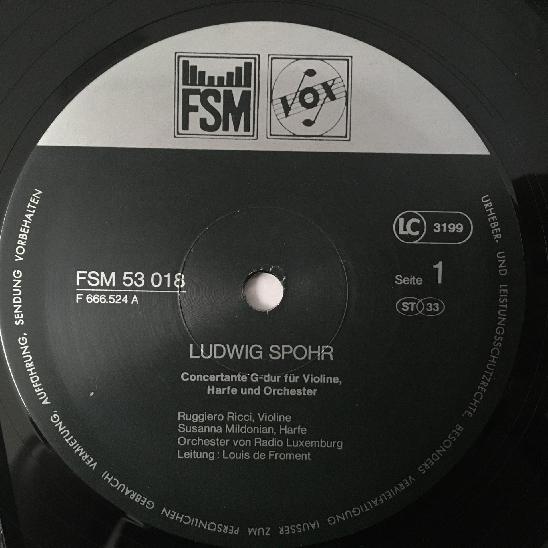 FSM
VOX
LC 3199
FSM 53 018
F 666.524 A
Seite 1
ST 33
LUDWIG SPOHR
Concertante G-dur für Violine,
Harfe und Orchester
Ruggiero Ricci, Violine
Susanna Mildonian, Harfe
Orchester von Radio Luxemburg
Leitung: Louis de Froment
URHEBER- UND LEISTUNGSSCHUTZRECHTE, BESONDERS VERVIELFÄLTIGUNG (AUSSER ZUM PERSÖNLICHEN GEBRAUCH) VERMIETUNG, AUFFÜHRUNG, SENDUNG VORBEHALTEN